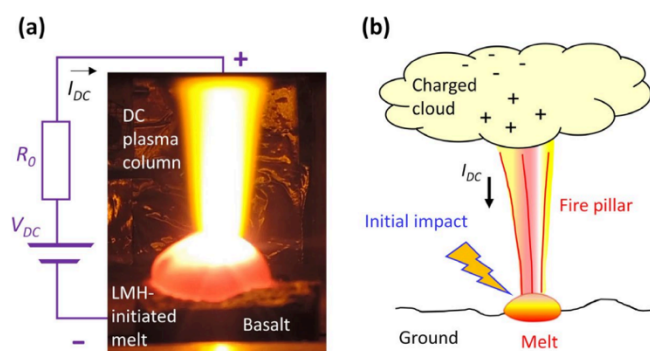 (a)
+
I_DC
DC
plasma
column
R_0
V_DC
LMH-
initiated
melt
Basalt
-
(b)
- - - -
Charged
cloud
+ + + +
I_DC
Fire pillar
Initial impact
Ground
Melt